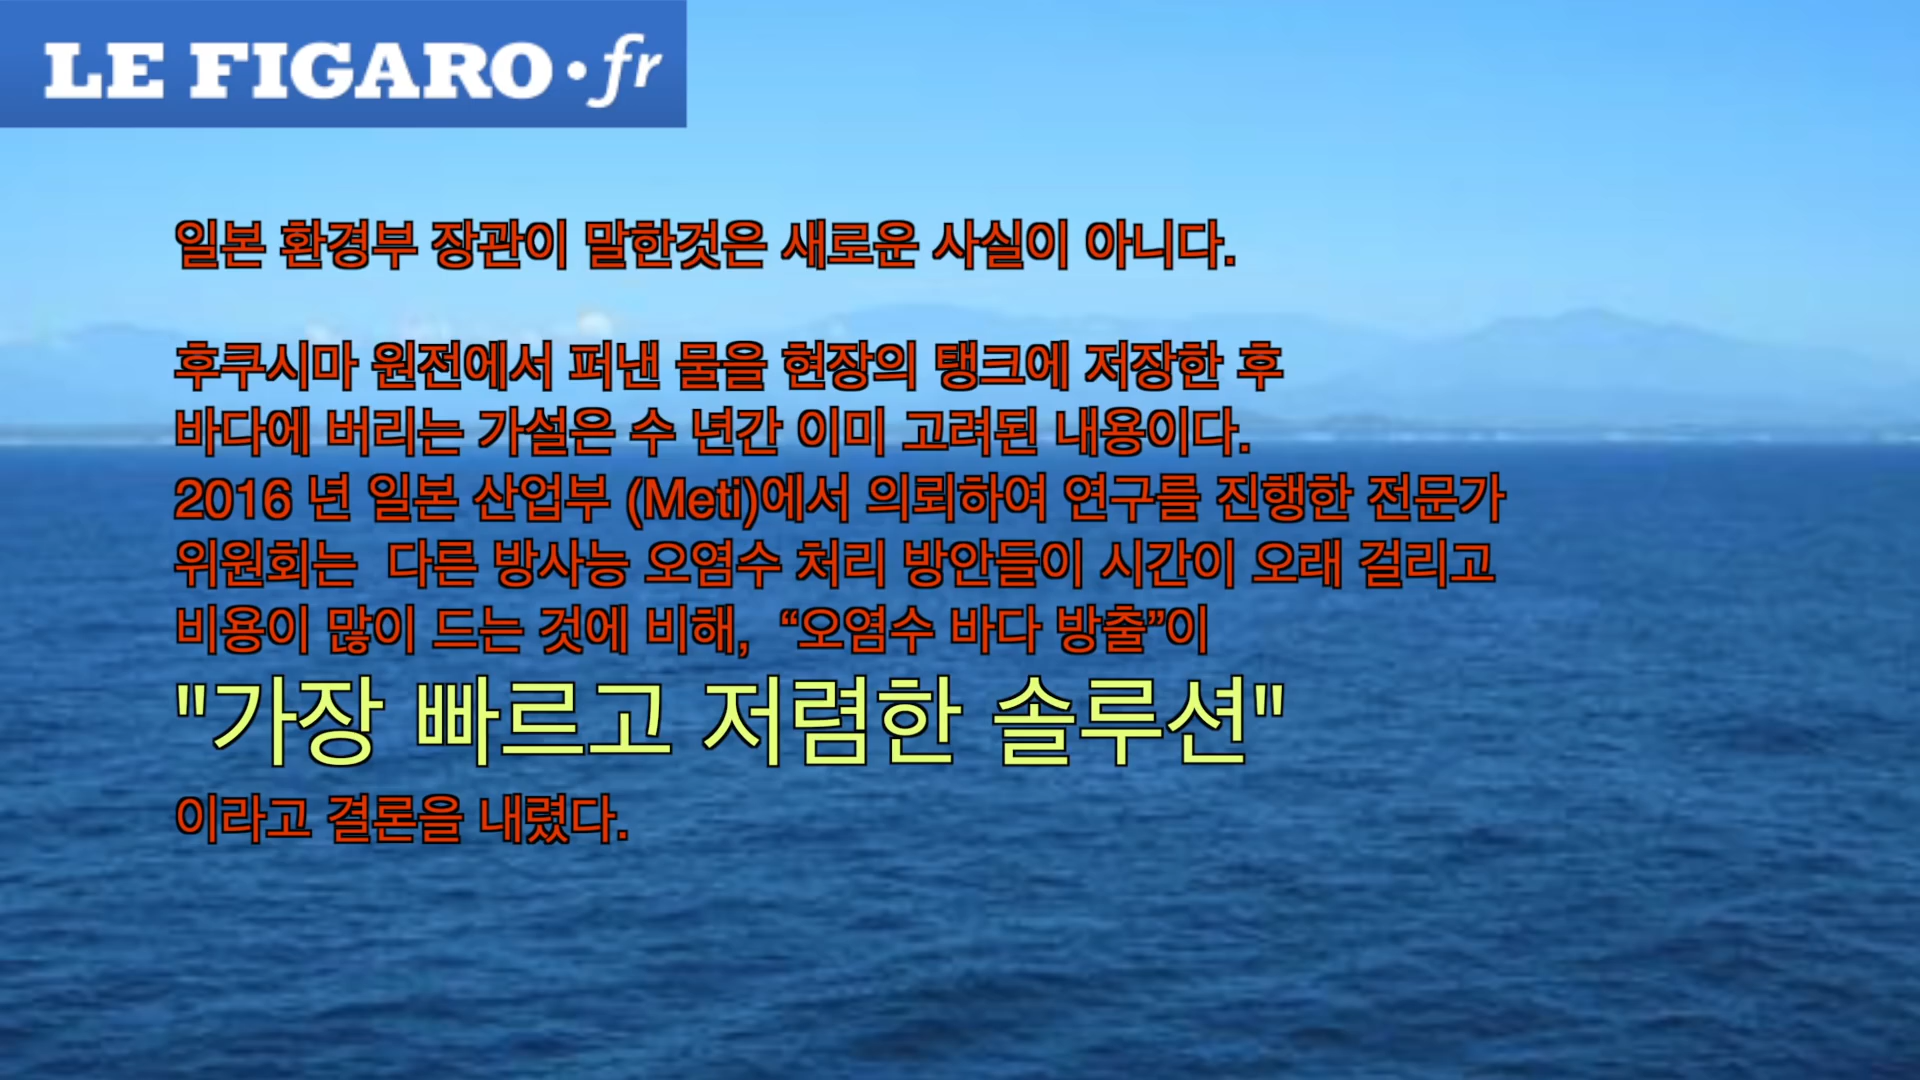 LE FIGARO•fr
일본 환경부 장관이 말한것은 새로운 사실이 아니다.
후쿠시마 원전에서 퍼낸 물을 현장의 탱크에 저장한 후
바다에 버리는 가설은 수 년간 이미 고려된 내용이다.
2016 년 일본 산업부 (Meti)에서 의뢰하여 연구를 진행한 전문가
위원회는 다른 방사능 오염수 처리 방안들이 시간이 오래 걸리고
비용이 많이 드는 것에 비해, “오염수 바다 방출”이
"가장 빠르고 저렴한 솔루션"
이라고 결론을 내렸다.